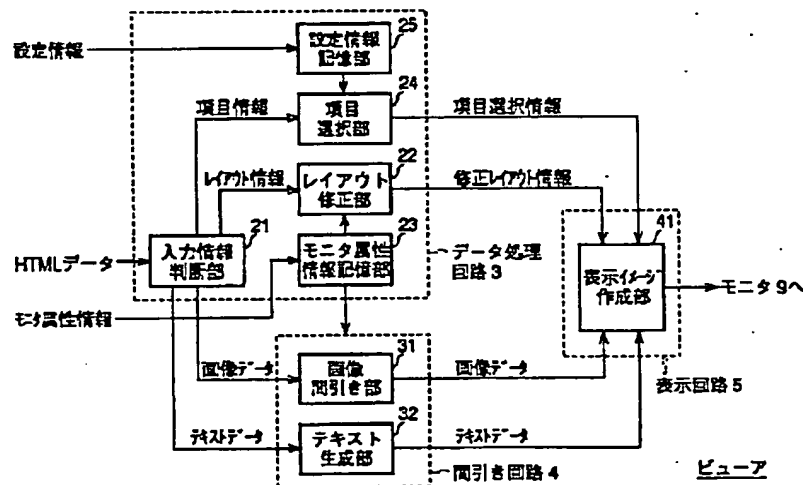 設定情報
25
設定情報
記憶部
24
項目情報
項目
選択部
項目選択情報
22
レイアウト情報
レイアウト
修正部
修正レイアウト情報
21
入力情報
判断部
HTMLデータ
23
モニタ属性
情報記憶部
データ処理
回路3
41
表示イメージ
作成部
モニタ9へ
モニタ属性情報
31
画像データ
画像
間引き部
画像データ
表示回路5
32
テキストデータ
テキスト
生成部
テキストデータ
間引き回路4
ビューア